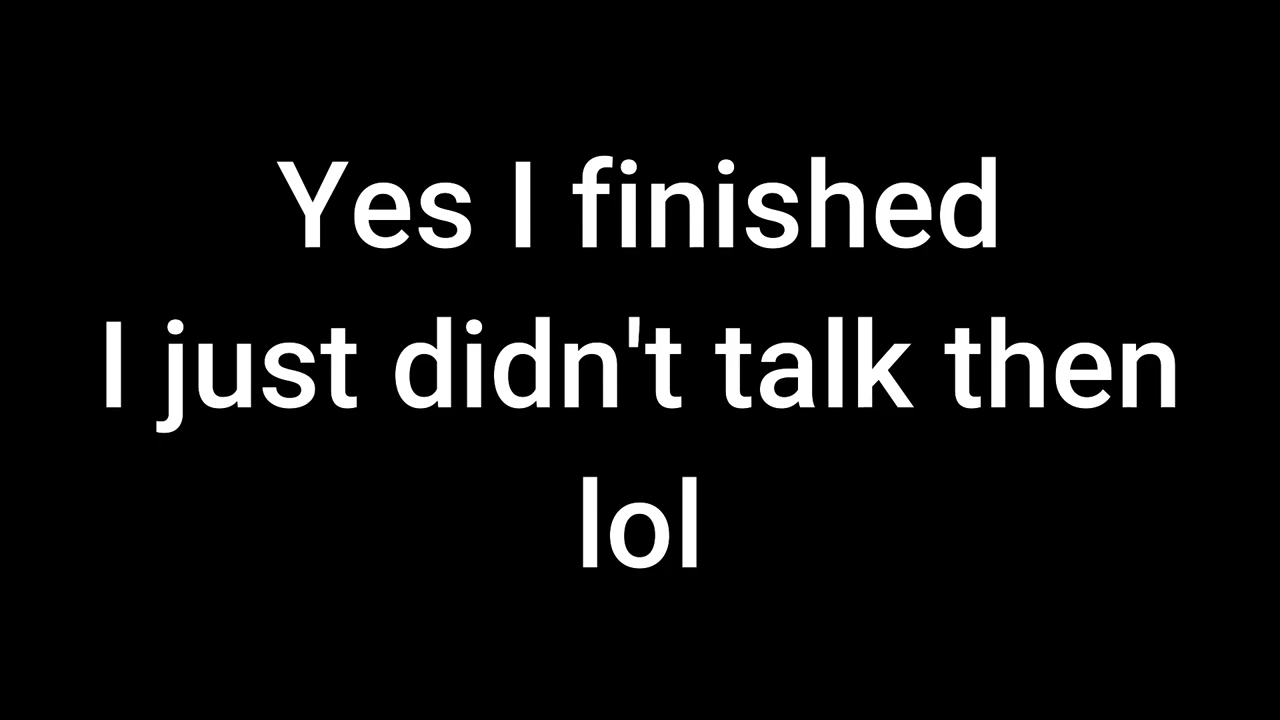 Yes I finished
I just didn't talk then
lol